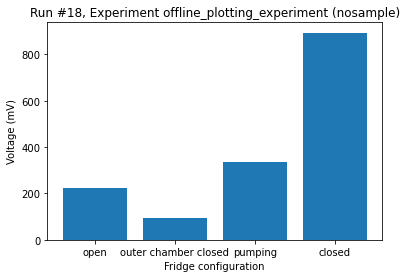 Run #18, Experiment offline_plotting_experiment (nosample)
Voltage (mV)
800
600
400
200
0
open outer chamber closed pumping closed
Fridge configuration